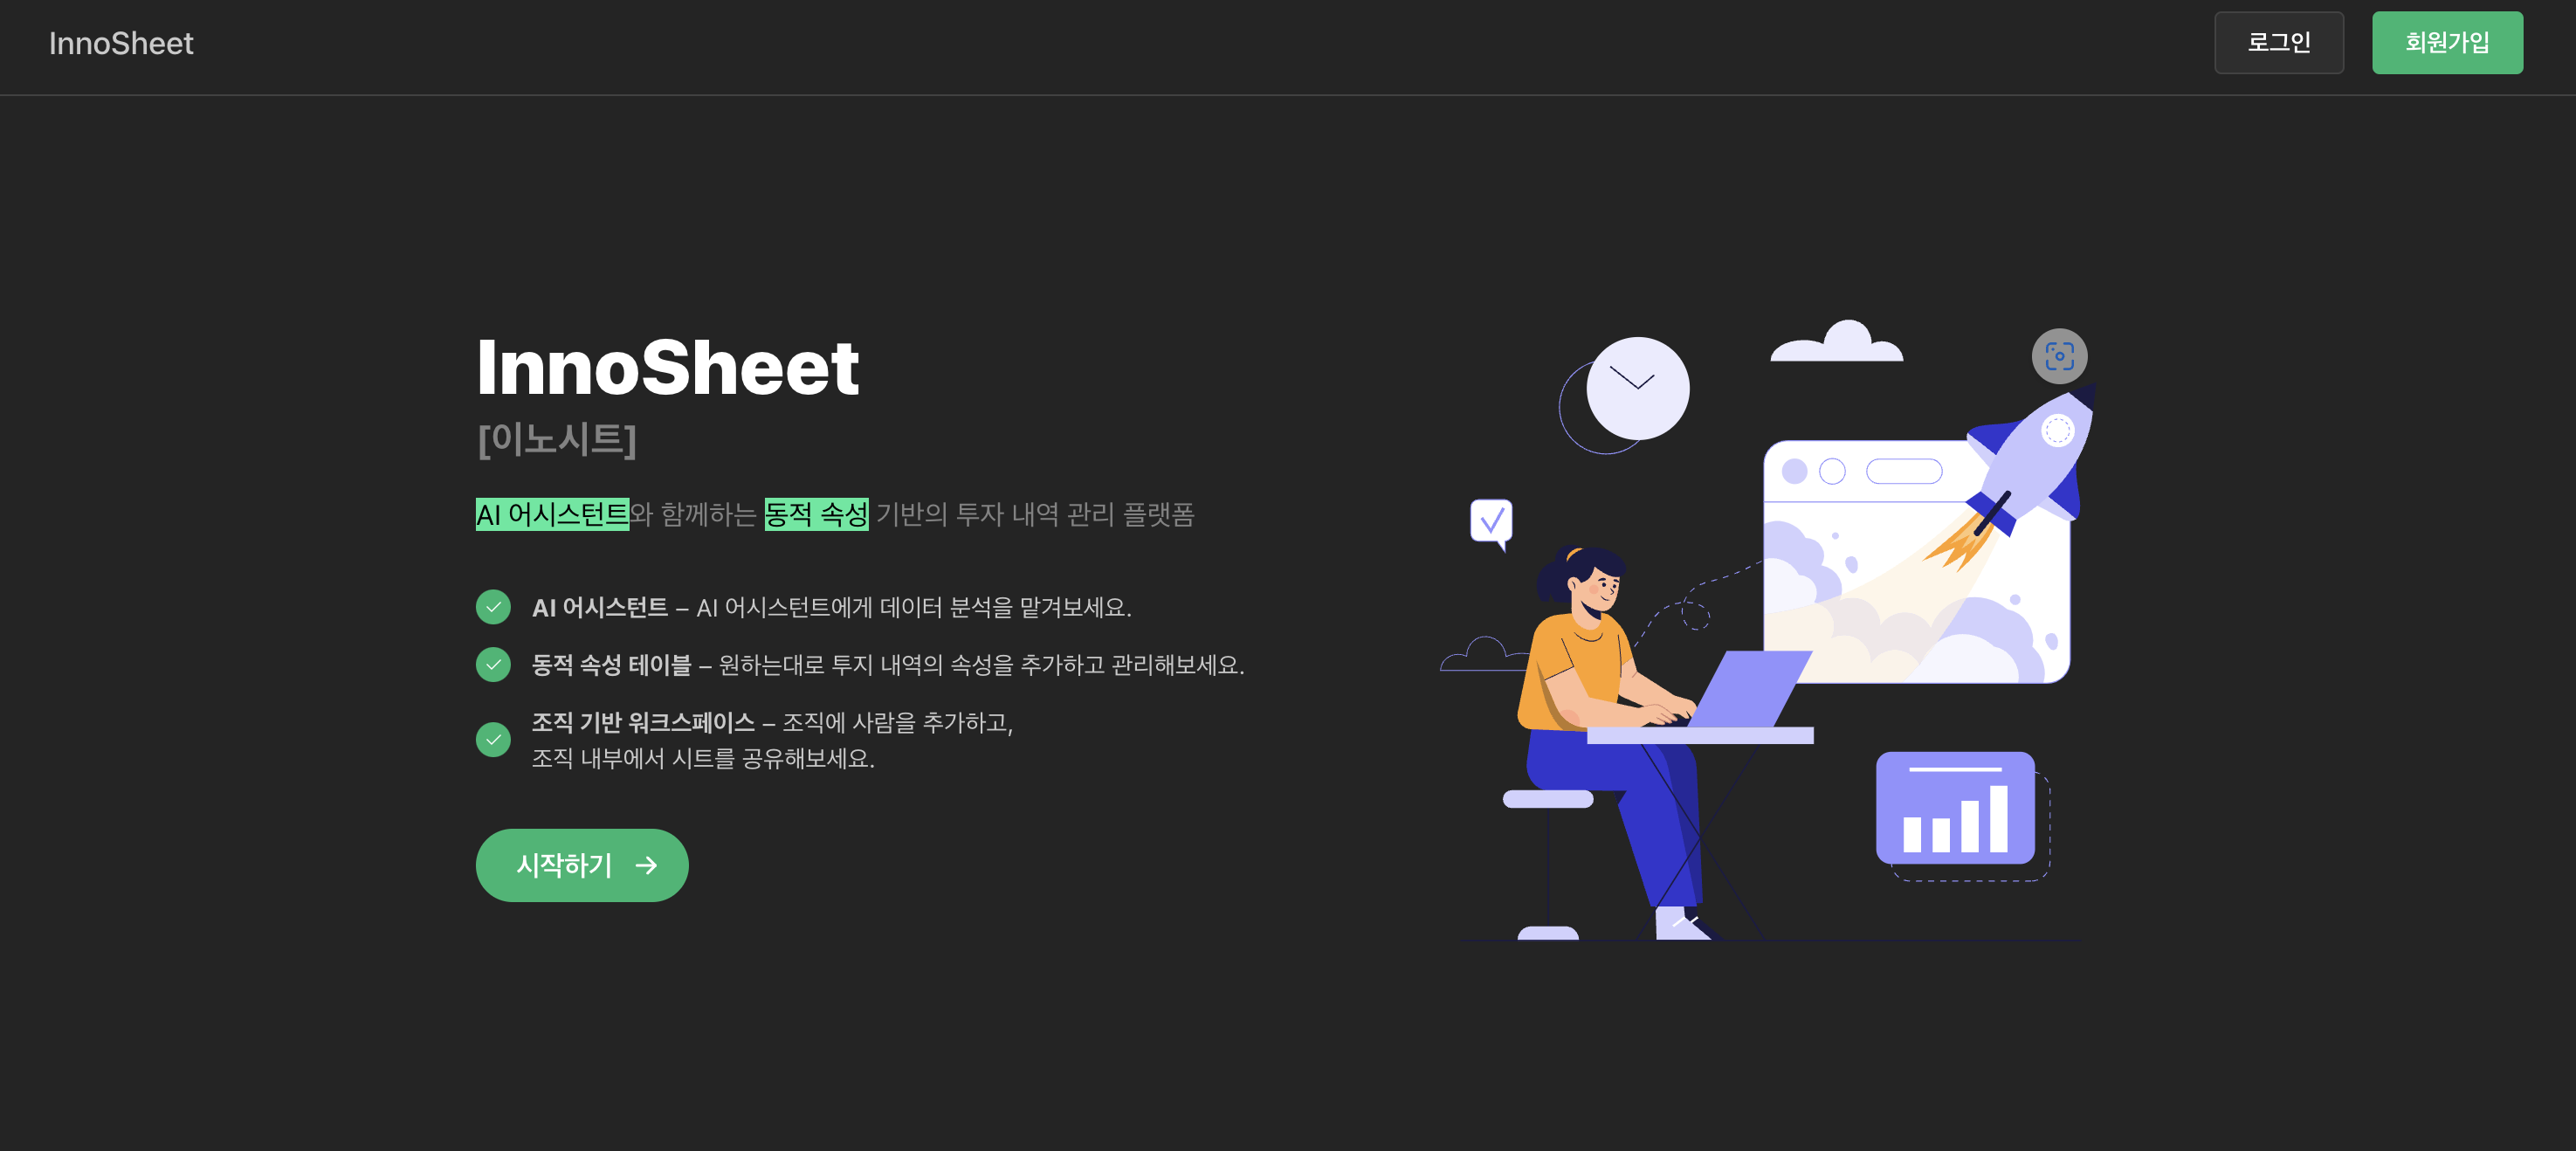 InnoSheet
로그인
회원가입
InnoSheet
[이노시트]
AI 어시스턴트와 함께하는 동적 속성 기반의 투자 내역 관리 플랫폼
AI 어시스턴트 – AI 어시스턴트에게 데이터 분석을 맡겨보세요.
동적 속성 테이블 – 원하는대로 투지 내역의 속성을 추가하고 관리해보세요.
조직 기반 워크스페이스 – 조직에 사람을 추가하고,
조직 내부에서 시트를 공유해보세요.
시작하기 →